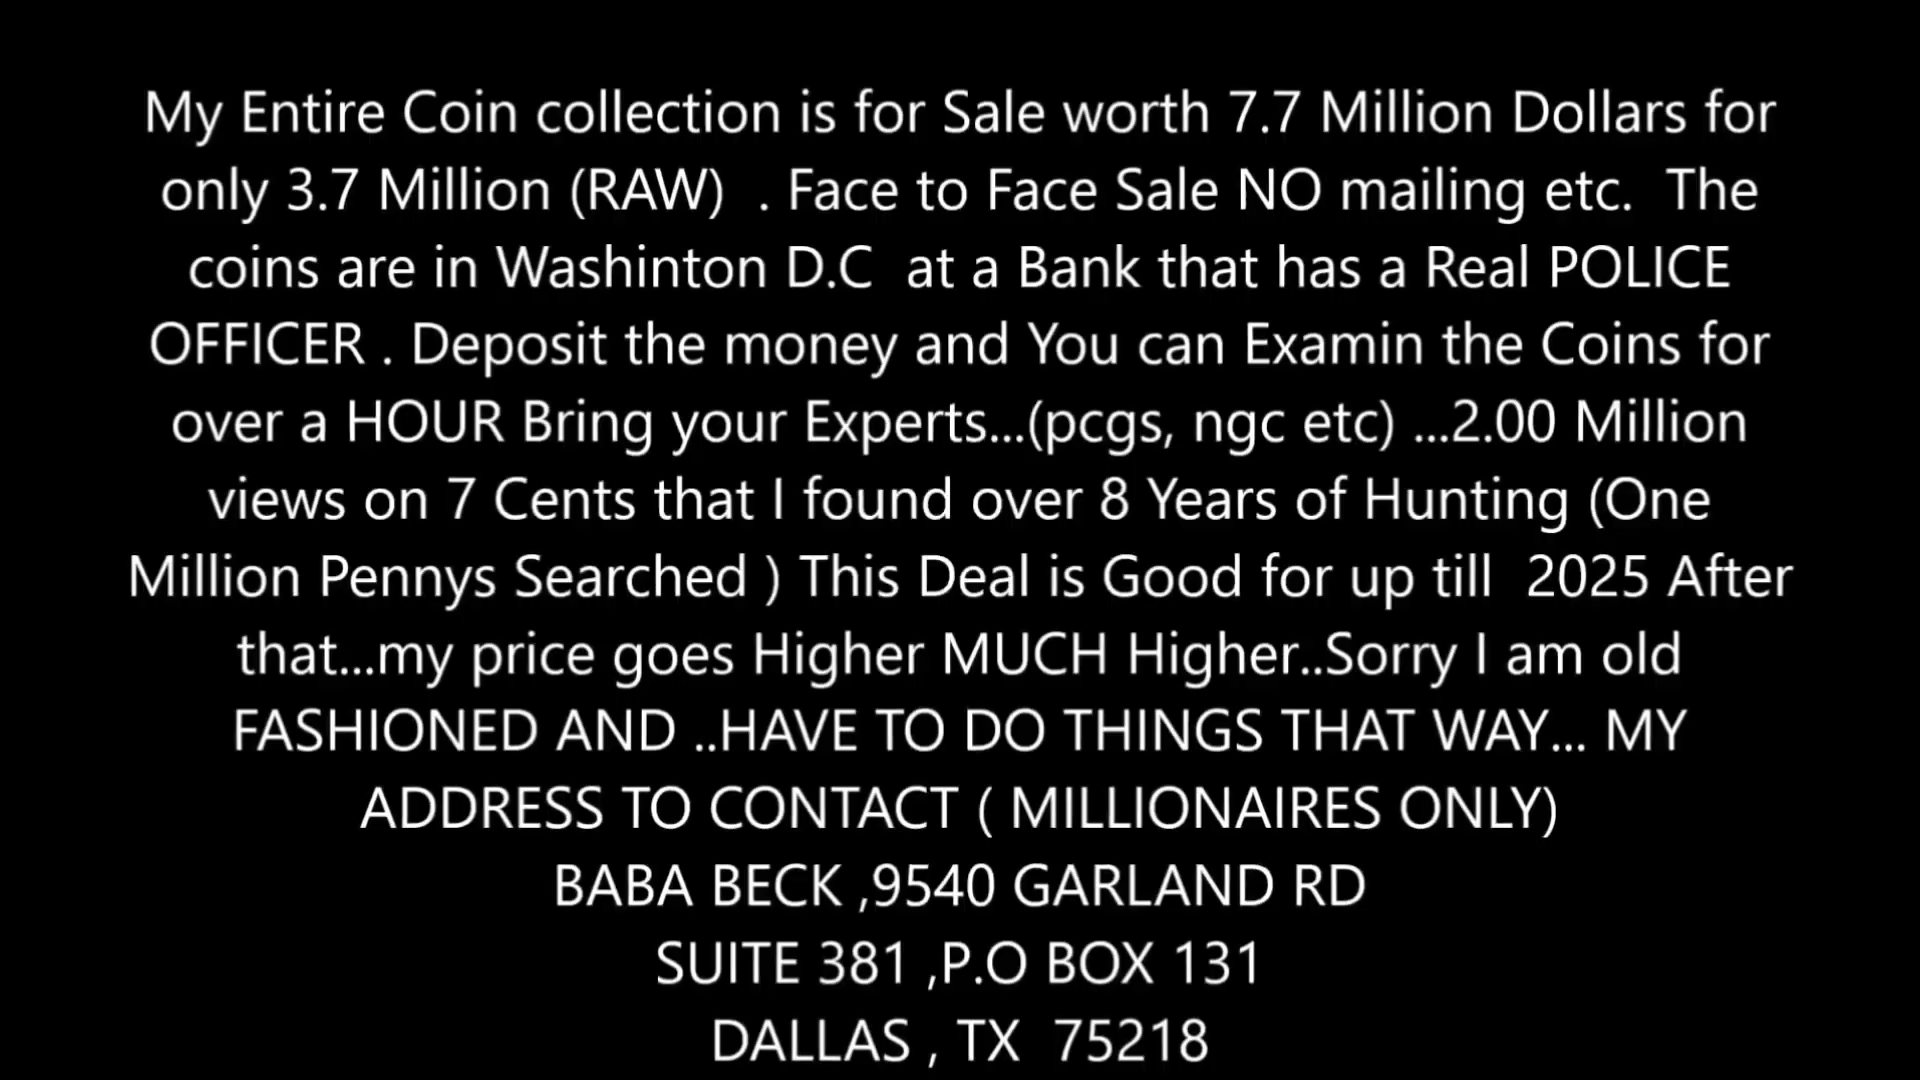 My Entire Coin collection is for Sale worth 7.7 Million Dollars for
only 3.7 Million (RAW)  . Face to Face Sale NO mailing etc.  The
coins are in Washinton D.C  at a Bank that has a Real POLICE
OFFICER . Deposit the money and You can Examin the Coins for
over a HOUR Bring your Experts...(pcgs, ngc etc) ...2.00 Million
views on 7 Cents that I found over 8 Years of Hunting (One
Million Pennys Searched ) This Deal is Good for up till  2025 After
that...my price goes Higher MUCH Higher..Sorry I am old
FASHIONED AND ..HAVE TO DO THINGS THAT WAY... MY
ADDRESS TO CONTACT ( MILLIONAIRES ONLY)
BABA BECK ,9540 GARLAND RD
SUITE 381 ,P.O BOX 131
DALLAS , TX  75218